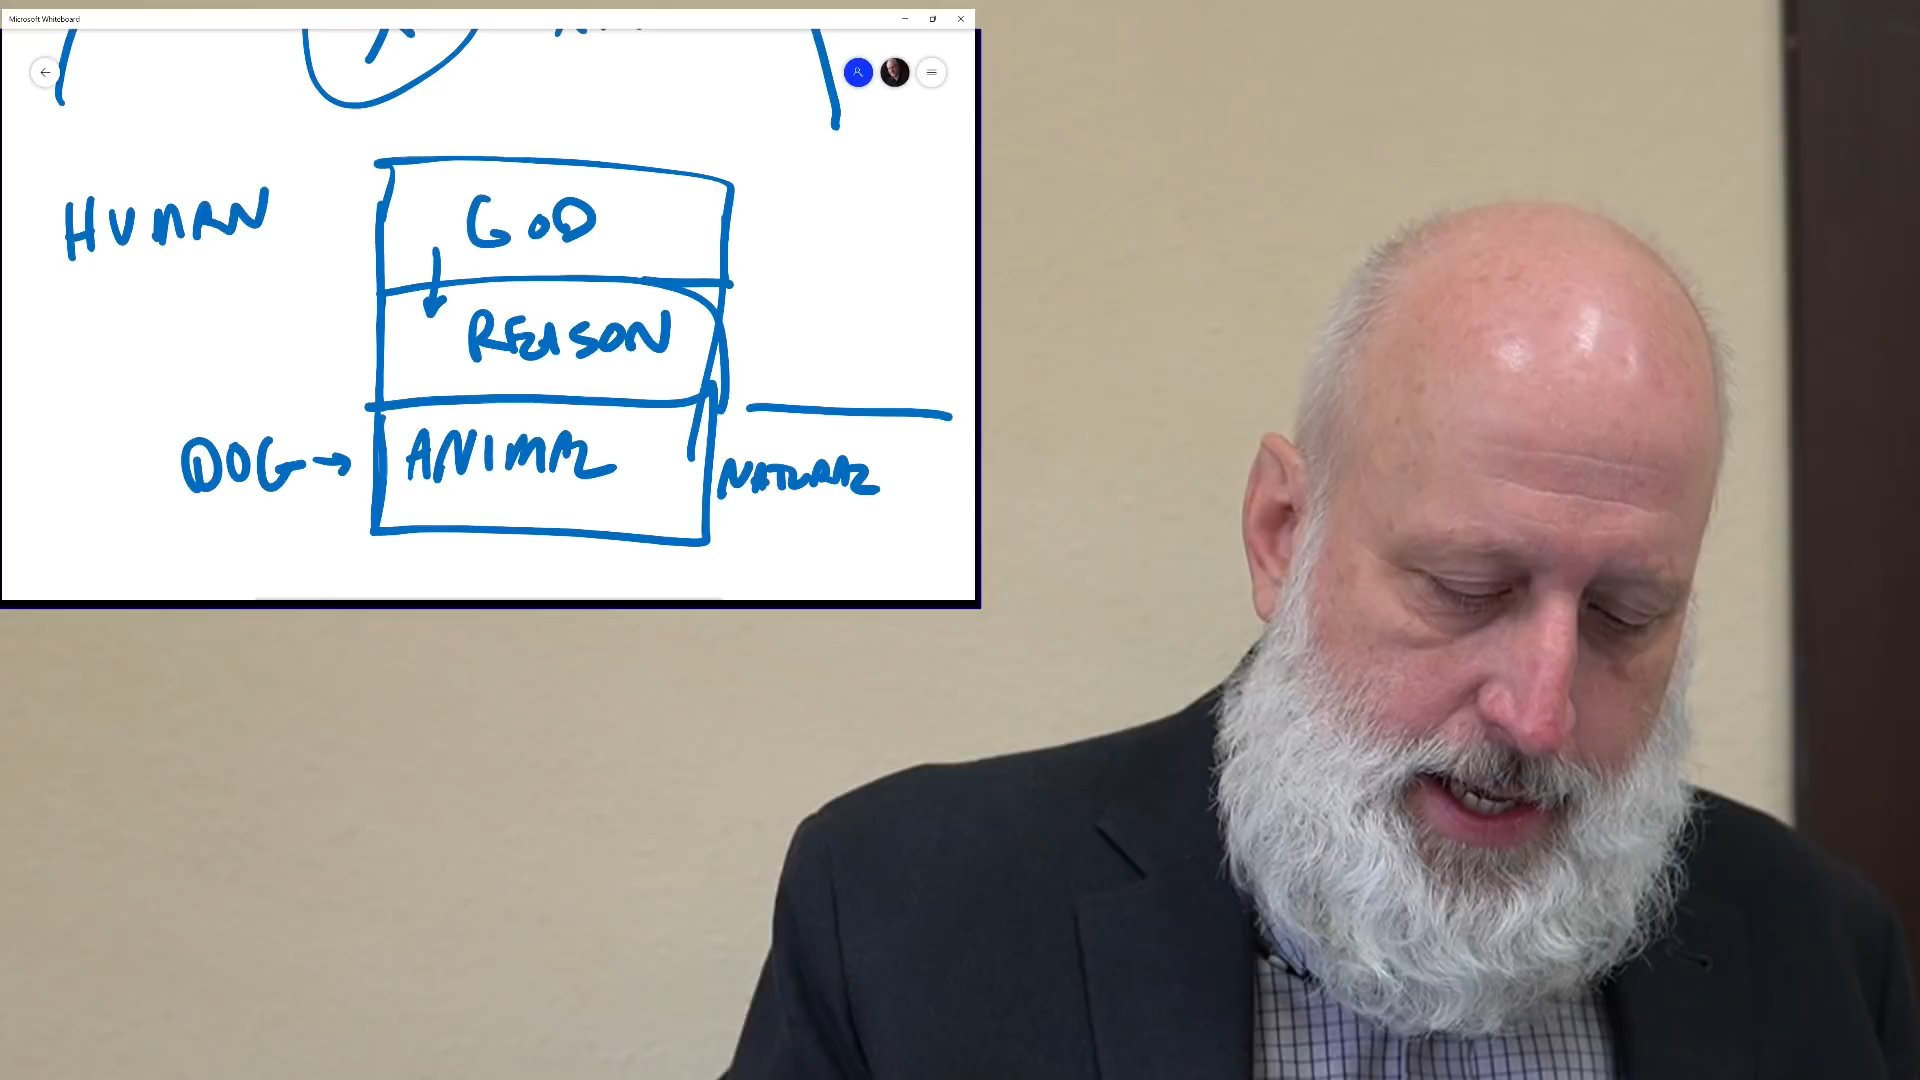 Microsoft Whiteboard
HUMAN
GOD
REASON
DOG → ANIMAL
NATURAL